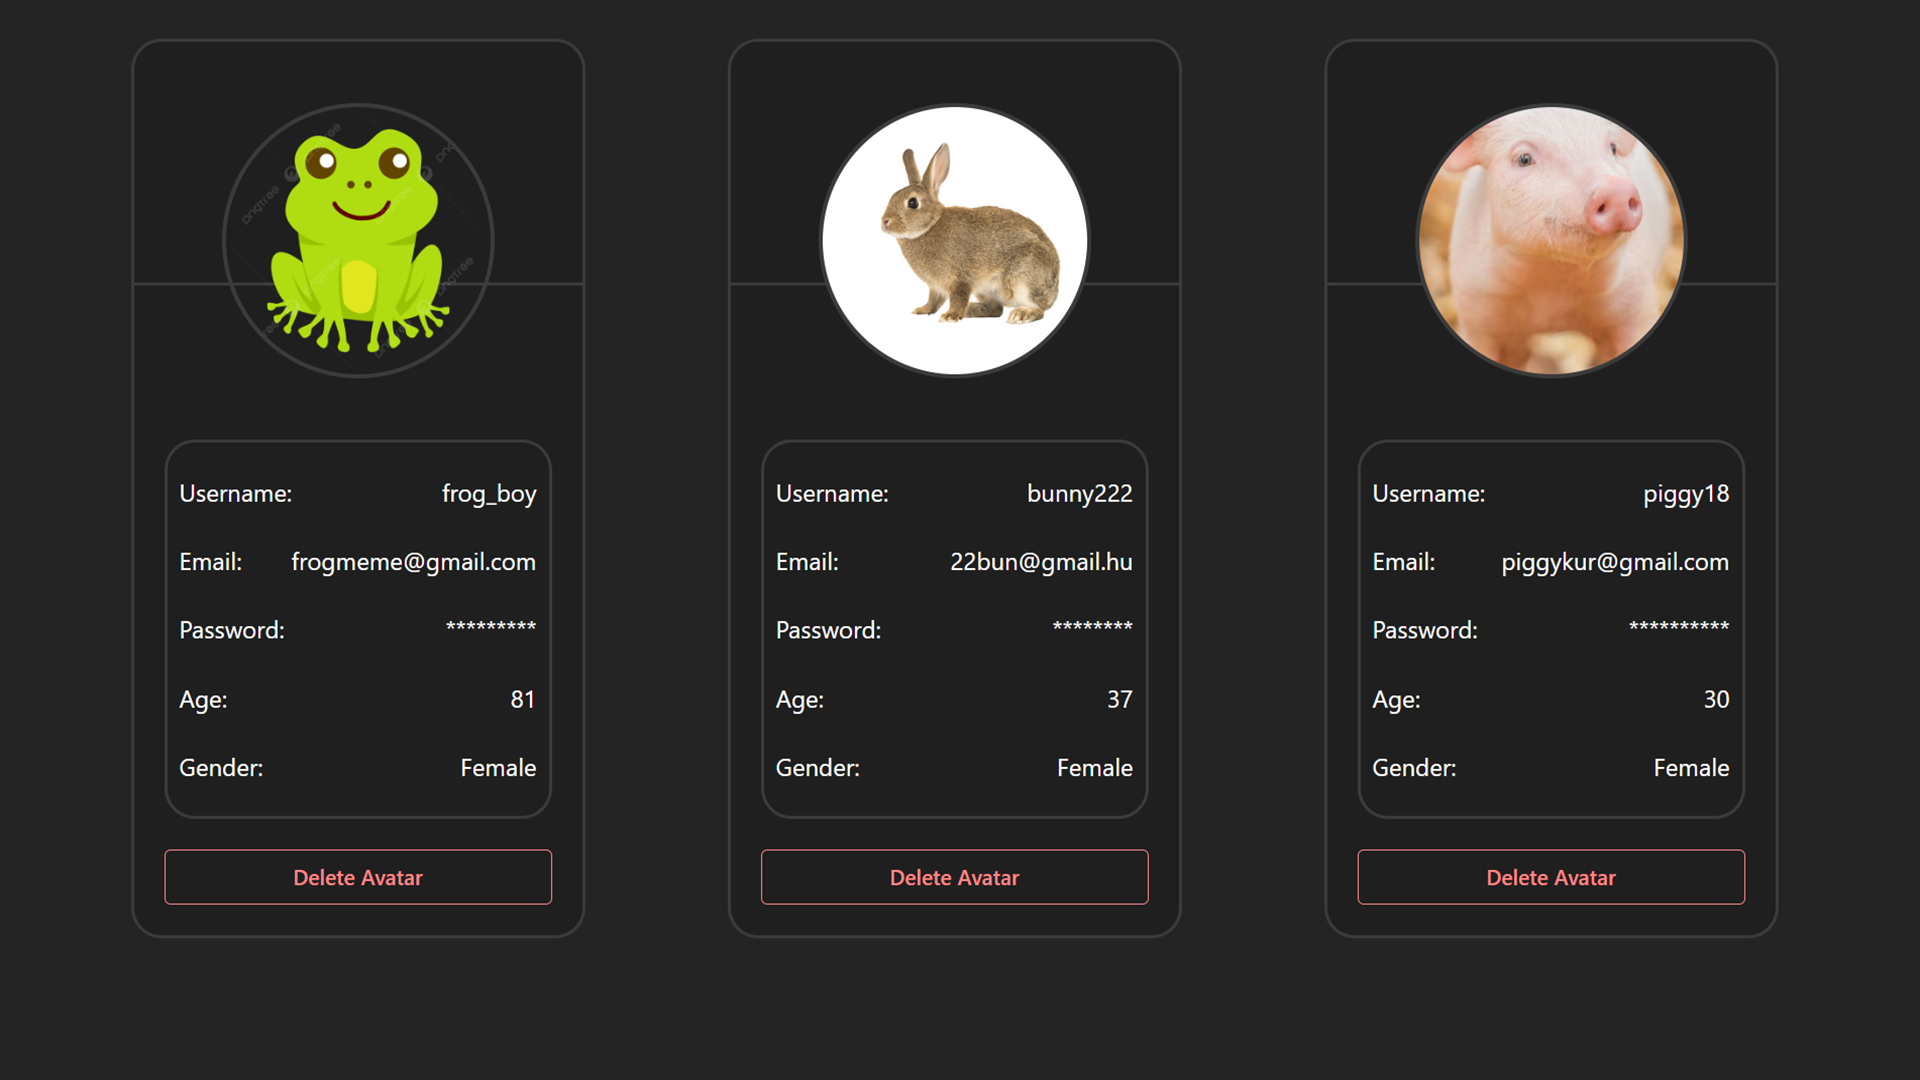 Username: frog_boy
Email: frogmeme@gmail.com
Password: *********
Age: 81
Gender: Female
Delete Avatar
Username: bunny222
Email: 22bun@gmail.hu
Password: ********
Age: 37
Gender: Female
Delete Avatar
Username: piggy18
Email: piggykur@gmail.com
Password: **********
Age: 30
Gender: Female
Delete Avatar